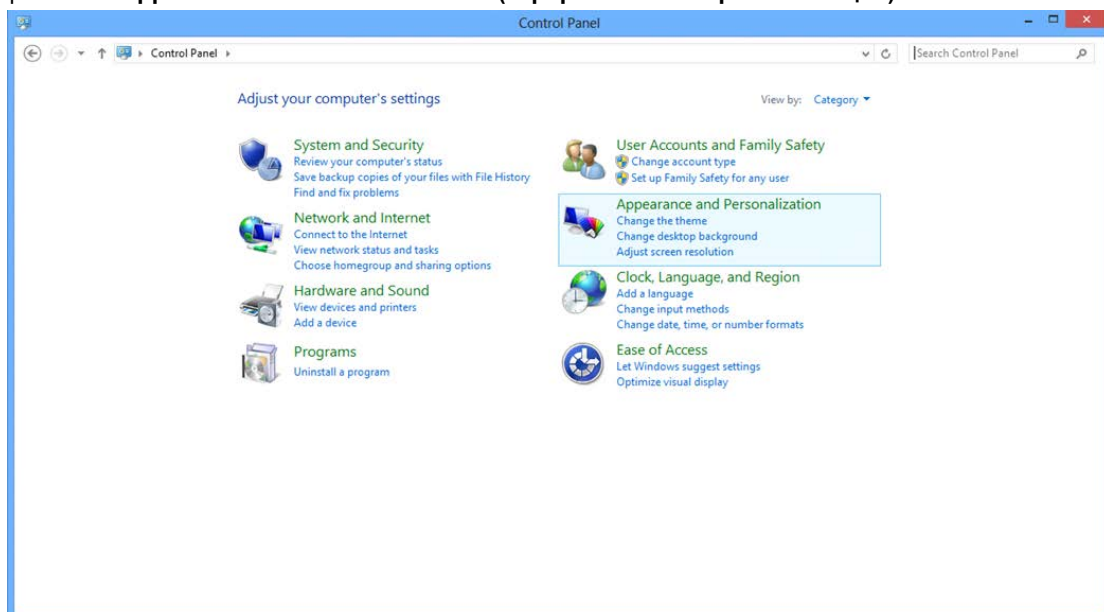 Control Panel
Control Panel
Search Control Panel
Adjust your computer's settings
View by: Category
System and Security
Review your computer's status
Save backup copies of your files with File History
Find and fix problems
Network and Internet
Connect to the Internet
View network status and tasks
Choose homegroup and sharing options
Hardware and Sound
View devices and printers
Add a device
Programs
Uninstall a program
User Accounts and Family Safety
Change account type
Set up Family Safety for any user
Appearance and Personalization
Change the theme
Change desktop background
Adjust screen resolution
Clock, Language, and Region
Add a language
Change input methods
Change date, time, or number formats
Ease of Access
Let Windows suggest settings
Optimize visual display